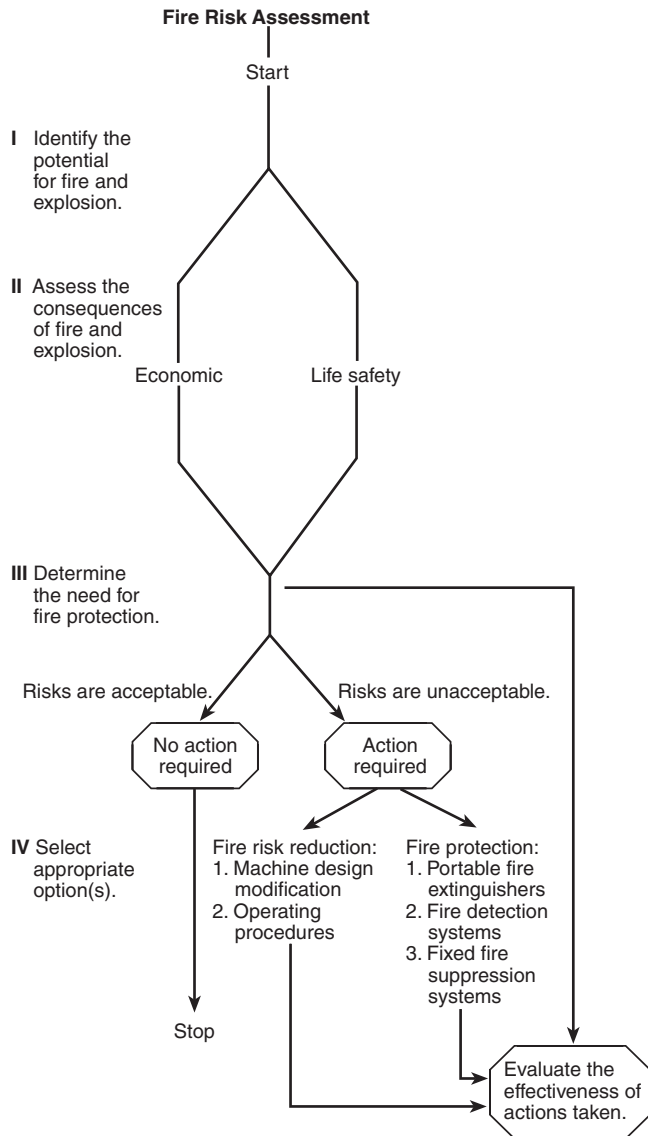 Fire Risk Assessment
Start
I Identify the
potential
for fire and
explosion.
II Assess the
consequences
of fire and
explosion.
Economic
Life safety
III Determine
the need for
fire protection.
Risks are acceptable.
Risks are unacceptable.
No action
required
Action
required
IV Select
appropriate
option(s).
Fire risk reduction:
1. Machine design
modification
2. Operating
procedures
Fire protection:
1. Portable fire
extinguishers
2. Fire detection
systems
3. Fixed fire
suppression
systems
Stop
Evaluate the
effectiveness of
actions taken.